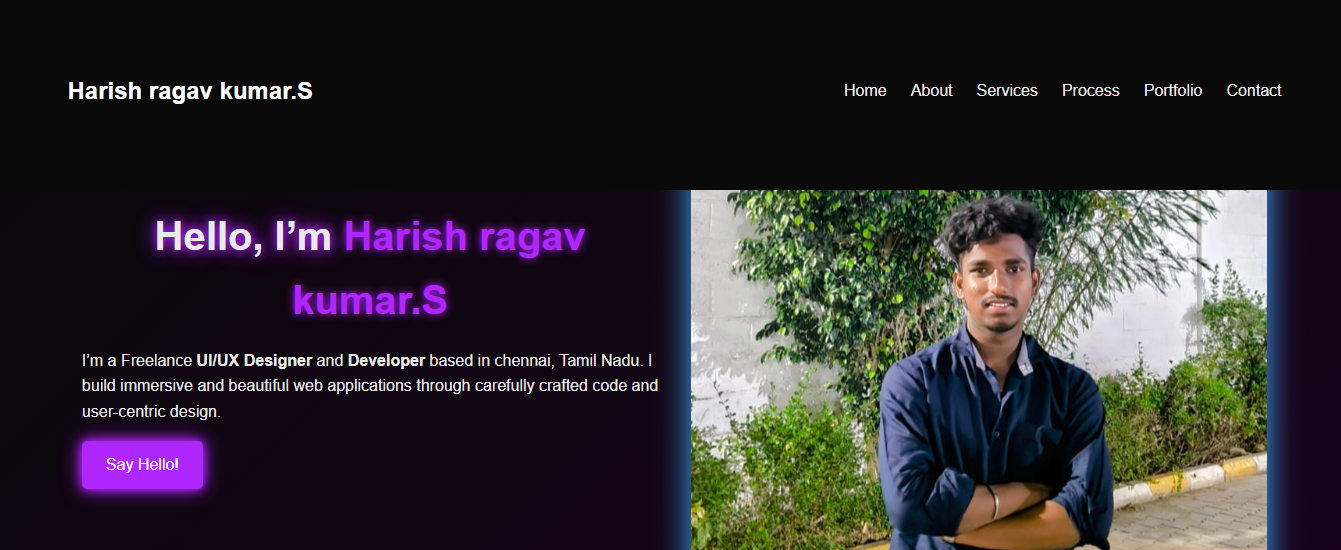 Harish ragav kumar.S
Home About Services Process Portfolio Contact
Hello, I’m Harish ragav
kumar.S
I’m a Freelance UI/UX Designer and Developer based in chennai, Tamil Nadu. I
build immersive and beautiful web applications through carefully crafted code and
user-centric design.
Say Hello!